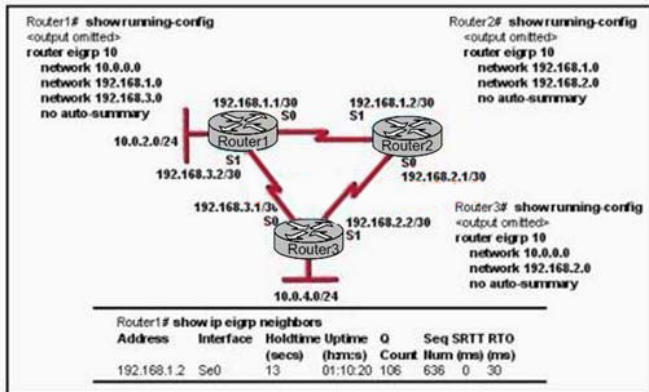 Router1# show running-config
<output omitted>
router eigrp 10
network 10.0.0.0
network 192.168.1.0
network 192.168.3.0
no auto-summary
Router2# show running-config
<output omitted>
router eigrp 10
network 192.168.1.0
network 192.168.2.0
no auto-summary
192.168.1.1/30
S0
192.168.1.2/30
S1
10.0.2.0/24
Router1
Router2
S1
S0
192.168.3.2/30
192.168.2.1/30
192.168.3.1/30
S0
192.168.2.2/30
S1
Router3
10.0.4.0/24
Router3# show running-config
<output omitted>
router eigrp 10
network 10.0.0.0
network 192.168.2.0
no auto-summary
Router1# show ip eigrp neighbors
Address Interface Holdtime Uptime Q Seq SRTT RTO
(secs) (h:m:s) Count Num (ms) (ms)
192.168.1.2 Se0 13 01:10:20 106 636 0 30